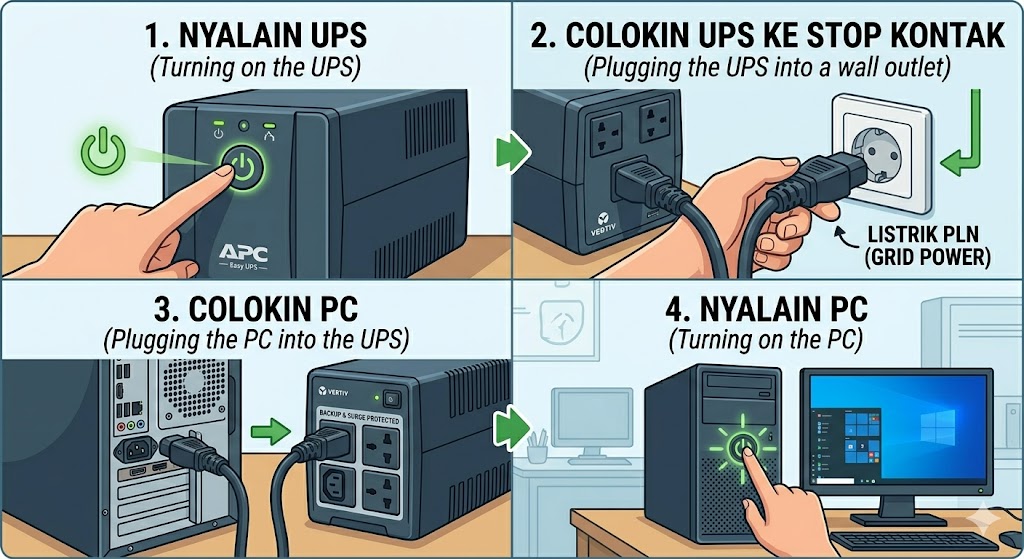 1. NYALAIN UPS
(Turning on the UPS)
APC
Easy UPS
2. COLOKIN UPS KE STOP KONTAK
(Plugging the UPS into a wall outlet)
VERTIV
LISTRIK PLN
(GRID POWER)
3. COLOKIN PC
(Plugging the PC into the UPS)
VERTIV
BACKUP & SURGE PROTECTED
4. NYALAIN PC
(Turning on the PC)